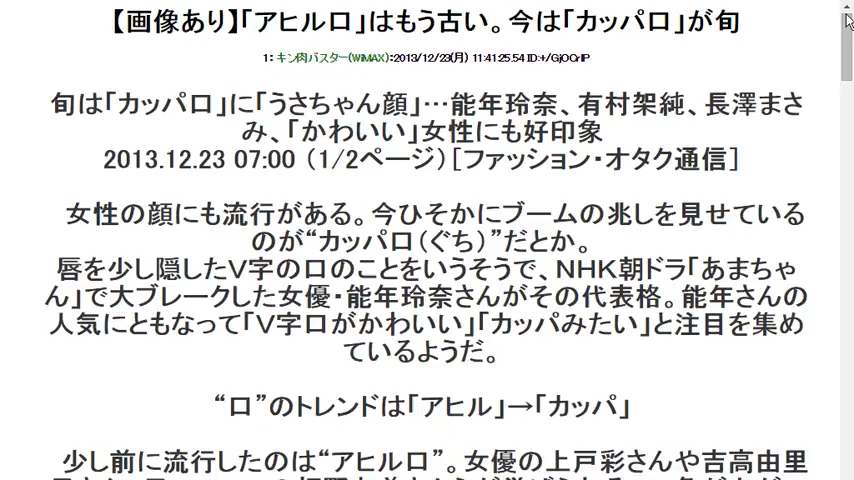 【画像あり】「アヒル口」はもう古い。今は「カッパ口」が旬
1：キン肉バスター(WiMAX)：2013/12/23(月) 11:41:25.54 ID:+/GjOCrlP
旬は「カッパ口」に「うさちゃん顔」…能年玲奈、有村架純、長澤まさ
み、「かわいい」女性にも好印象
2013.12.23 07:00 （1/2ページ）［ファッション・オタク通信］
女性の顔にも流行がある。今ひそかにブームの兆しを見せている
のが“カッパ口（ぐち）”だとか。
唇を少し隠したＶ字の口のことをいうそうで、ＮＨＫ朝ドラ「あまちゃ
ん」で大ブレークした女優・能年玲奈さんがその代表格。能年さんの
人気にともなって「Ｖ字口がかわいい」「カッパみたい」と注目を集め
ているようだ。
“口”のトレンドは「アヒル」→「カッパ」
少し前に流行したのは“アヒル口”。女優の上戸彩さんや吉高由里